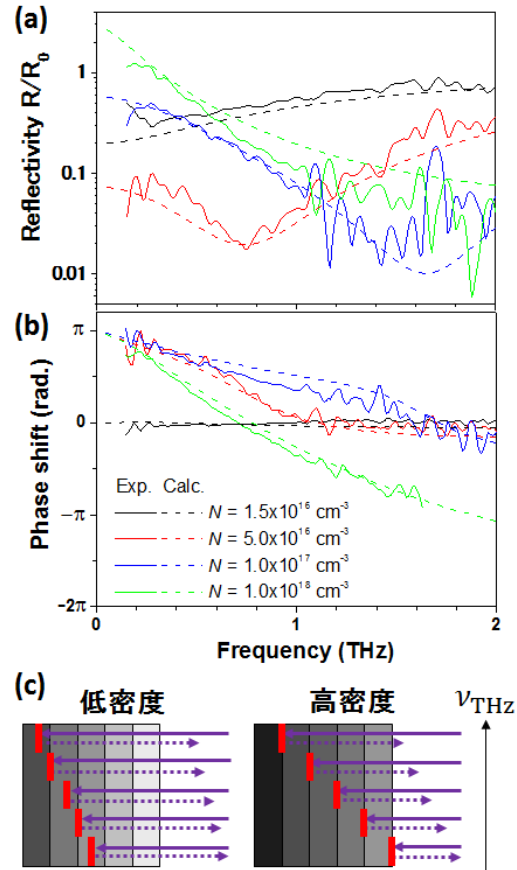 (a)
Reflectivity R/R₀
1
0.1
0.01
(b)
Phase shift (rad.)
π
0
−π
−2π
Exp. Calc.
N = 1.5x10¹⁶ cm⁻³
N = 5.0x10¹⁶ cm⁻³
N = 1.0x10¹⁷ cm⁻³
N = 1.0x10¹⁸ cm⁻³
0
1
2
Frequency (THz)
(c)
低密度
高密度
ν_THz